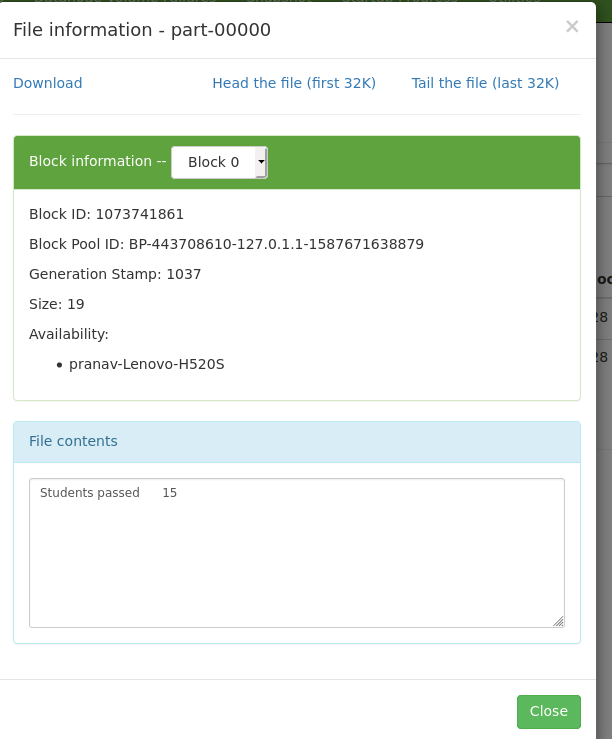 File information - part-00000
×
Download Head the file (first 32K) Tail the file (last 32K)
Block information -- Block 0
Block ID: 1073741861
Block Pool ID: BP-443708610-127.0.1.1-1587671638879
Generation Stamp: 1037
Size: 19
Availability:
• pranav-Lenovo-H520S
File contents
Students passed 15
Close
28
28